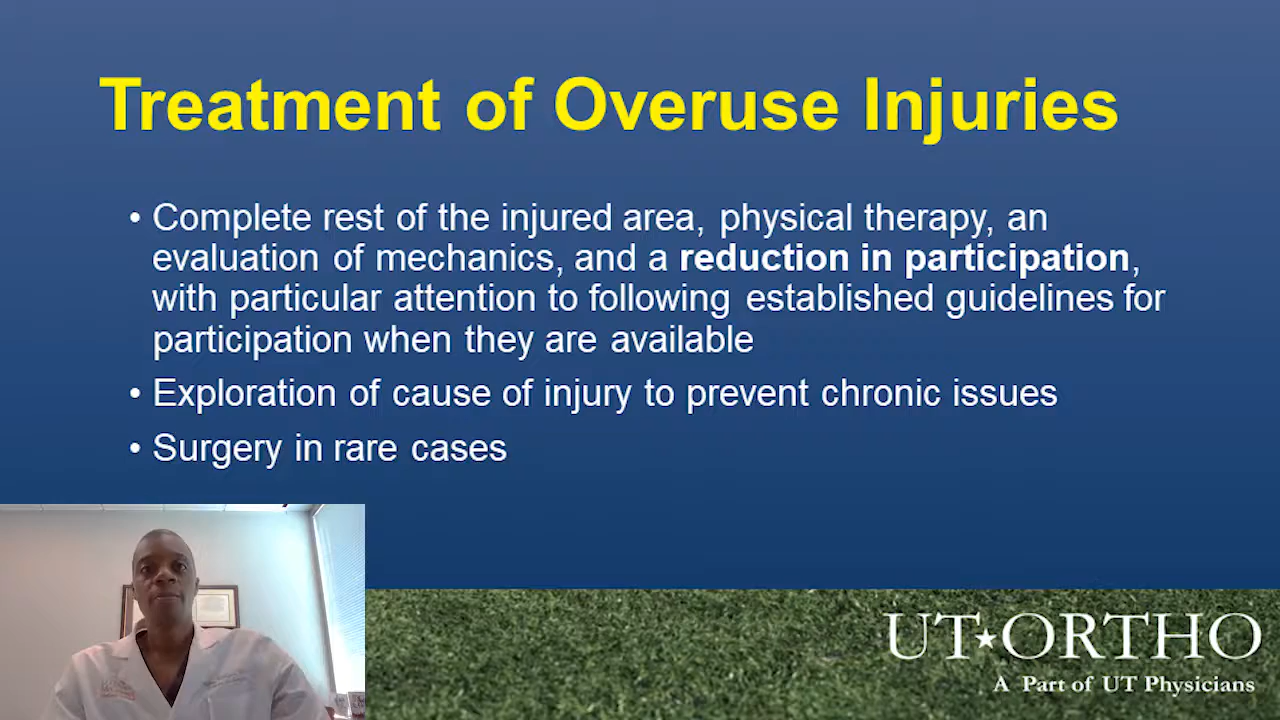 Treatment of Overuse Injuries
• Complete rest of the injured area, physical therapy, an
evaluation of mechanics, and a reduction in participation,
with particular attention to following established guidelines for
participation when they are available
• Exploration of cause of injury to prevent chronic issues
• Surgery in rare cases
UT★ORTHO
A Part of UT Physicians